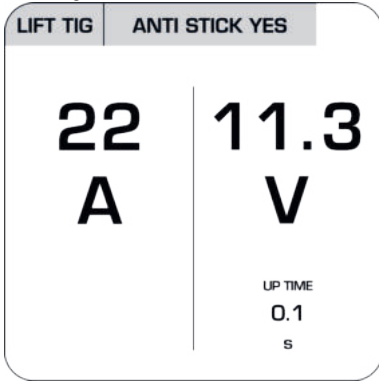 LIFT TIG ANTI STICK YES
22 11.3
A V
UP TIME
0.1
s